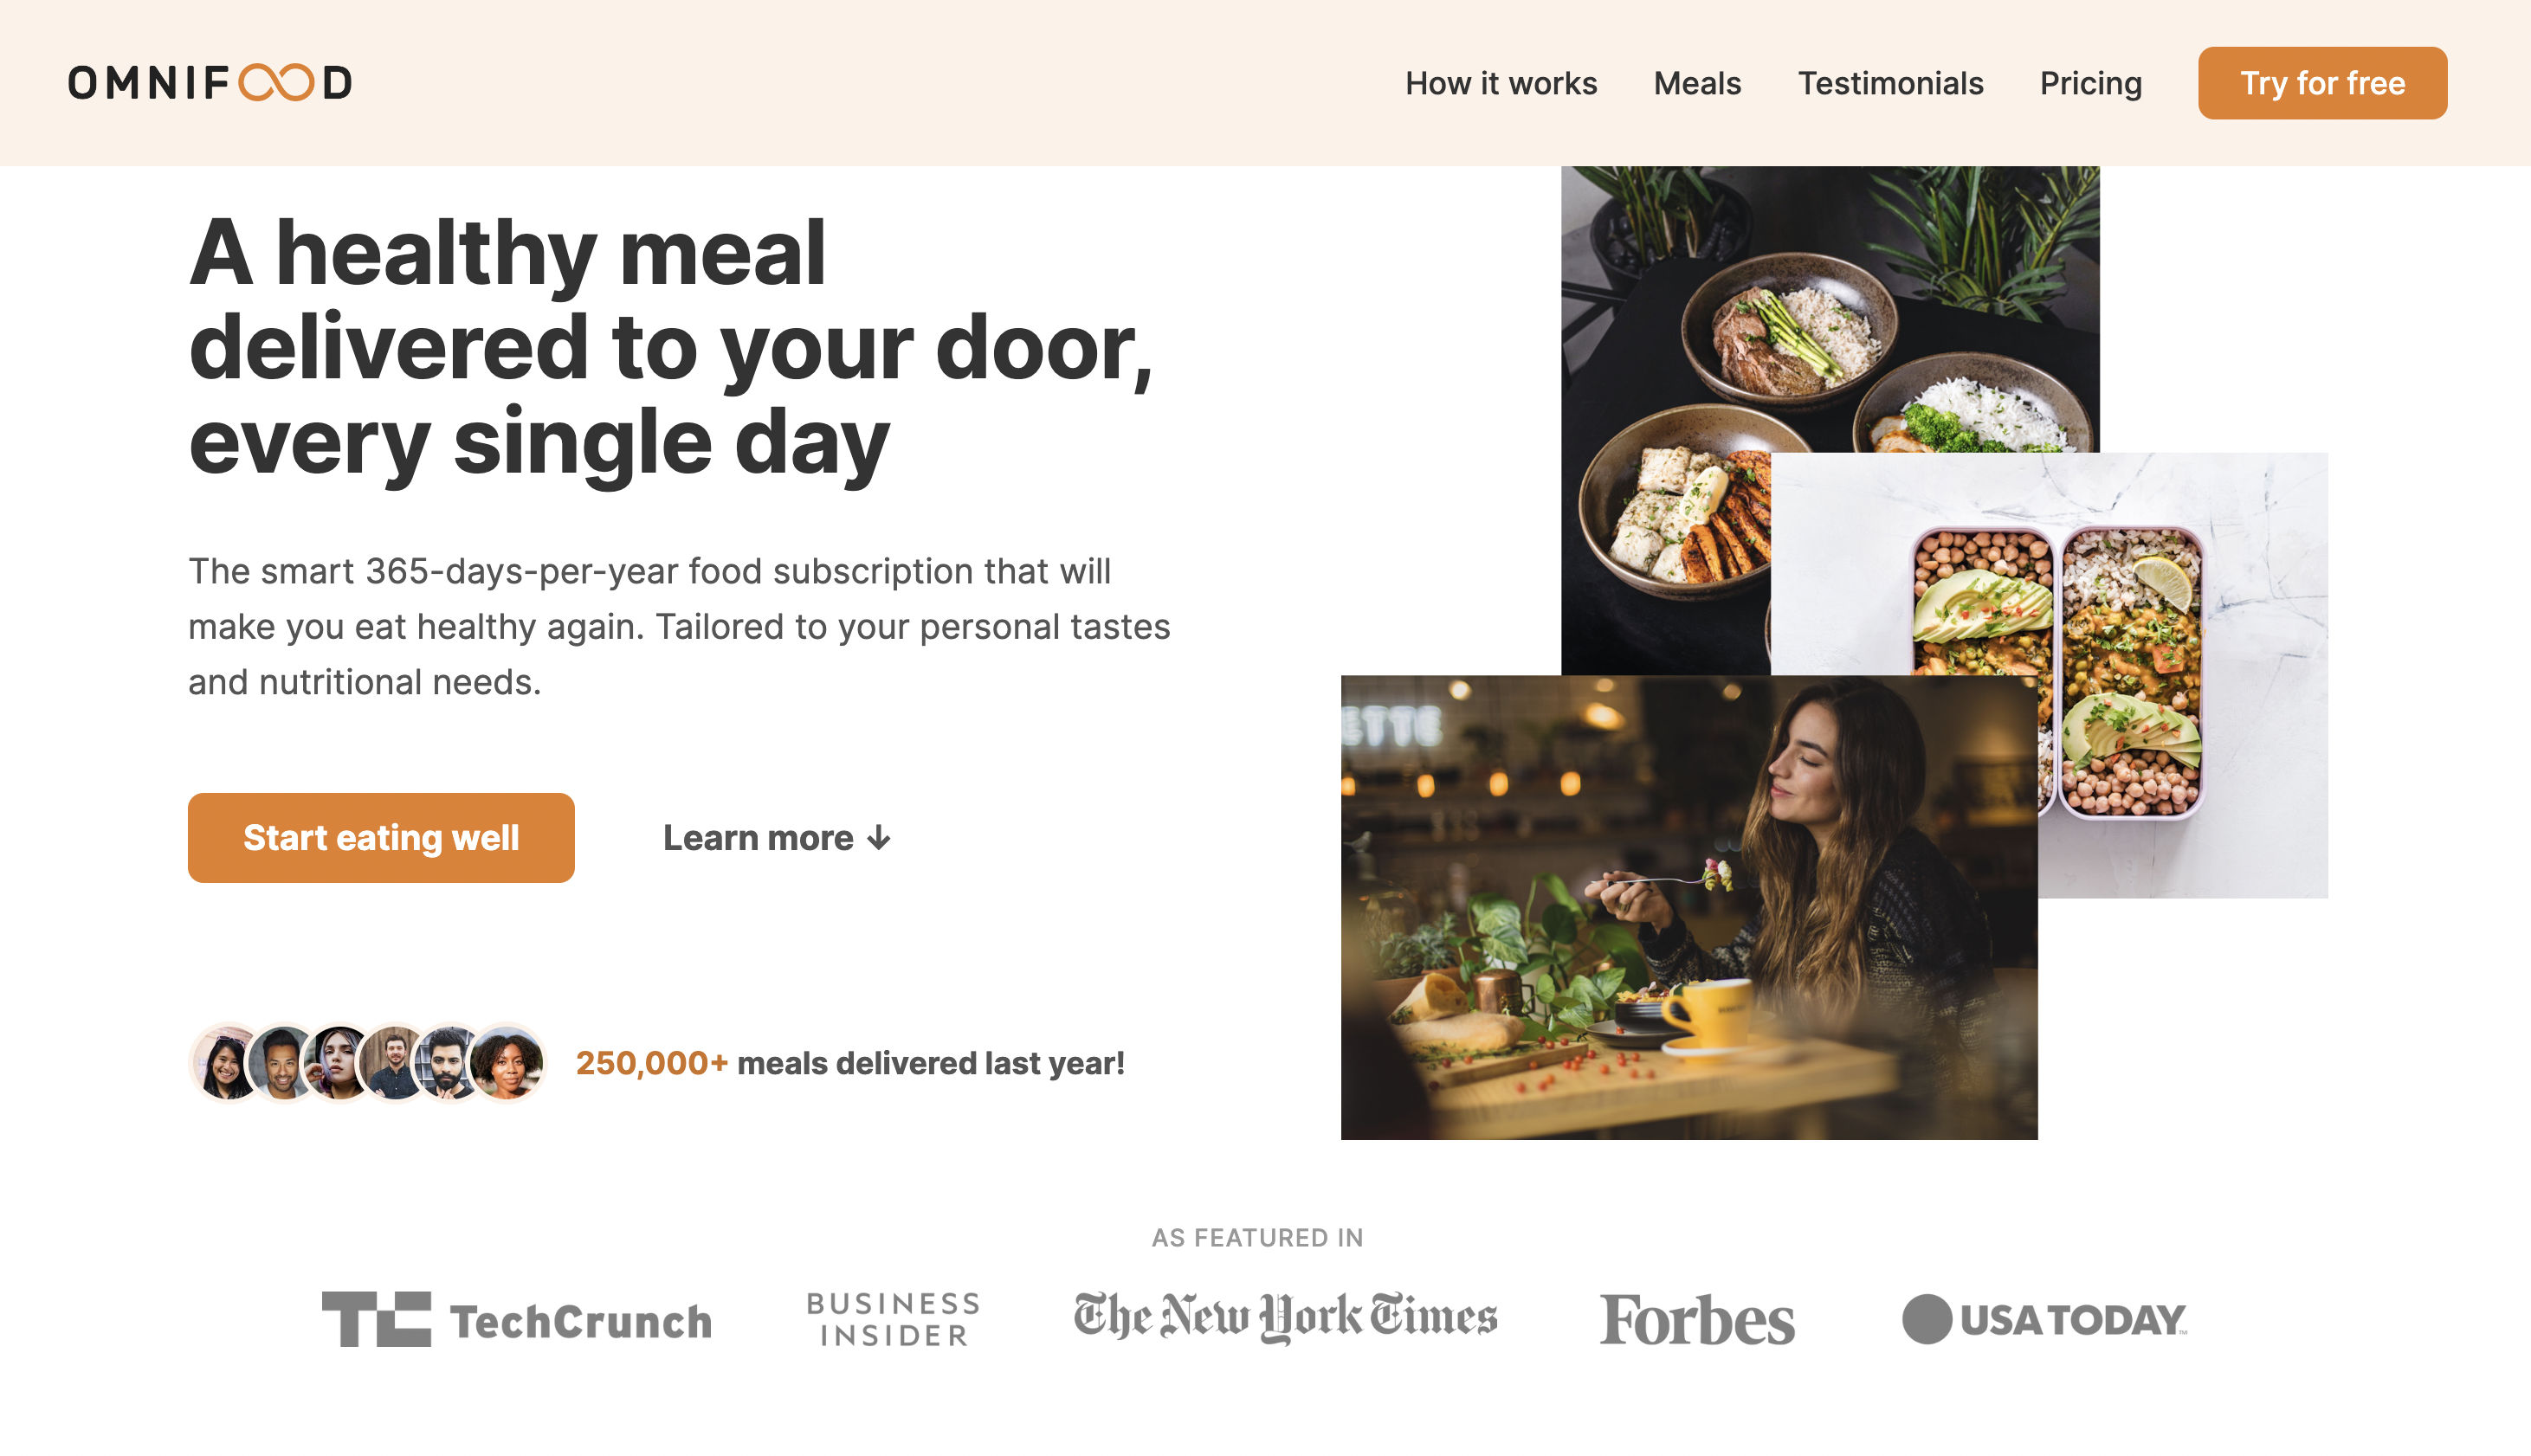 OMNIFOOD
How it works
Meals
Testimonials
Pricing
Try for free
A healthy meal
delivered to your door,
every single day
The smart 365-days-per-year food subscription that will
make you eat healthy again. Tailored to your personal tastes
and nutritional needs.
Start eating well
Learn more ↓
ETTE
250,000+ meals delivered last year!
AS FEATURED IN
TC TechCrunch
BUSINESS
INSIDER
The New York Times
Forbes
USA TODAY™